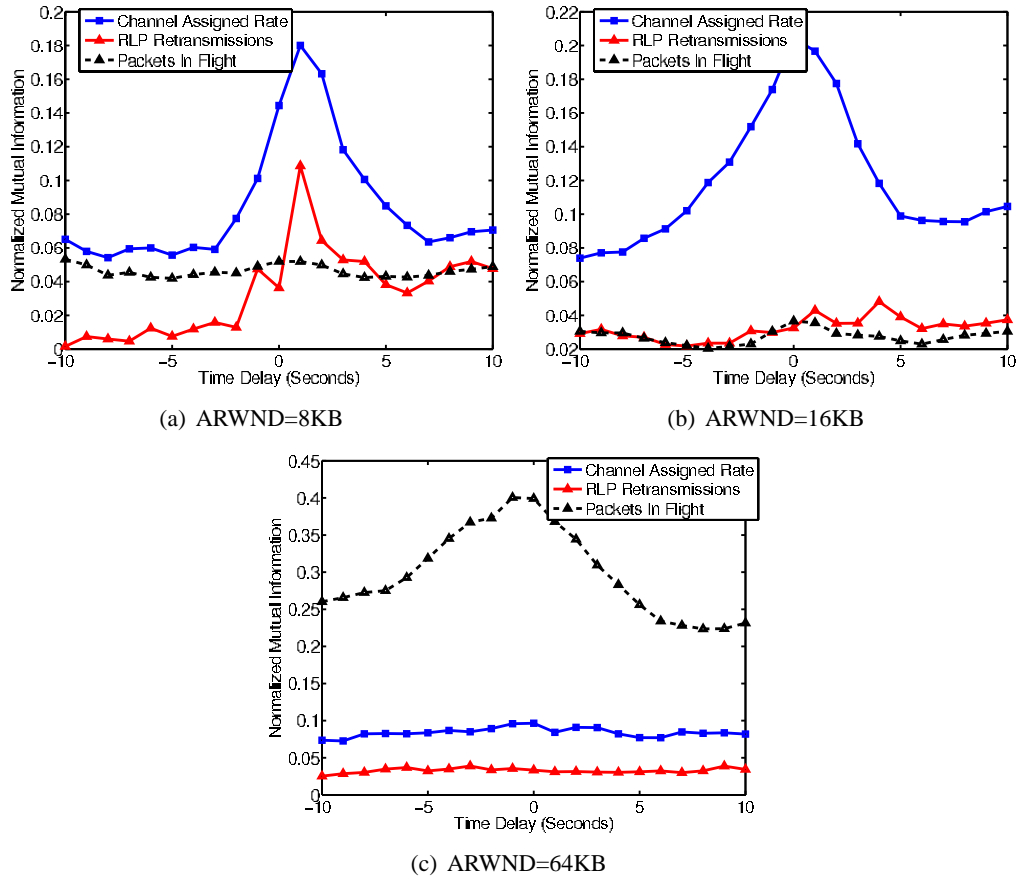 Channel Assigned Rate
RLP Retransmissions
Packets In Flight
Normalized Mutual Information
0.2
0.18
0.16
0.14
0.12
0.1
0.08
0.06
0.04
0.02
0
−10
−5
0
5
10
Time Delay (Seconds)
(a) ARWND=8KB
Channel Assigned Rate
RLP Retransmissions
Packets In Flight
Normalized Mutual Information
0.22
0.2
0.18
0.16
0.14
0.12
0.1
0.08
0.06
0.04
0.02
−10
−5
0
5
10
Time Delay (Seconds)
(b) ARWND=16KB
Channel Assigned Rate
RLP Retransmissions
Packets In Flight
Normalized Mutual Information
0.45
0.4
0.35
0.3
0.25
0.2
0.15
0.1
0.05
0
−10
−5
0
5
10
Time Delay (Seconds)
(c) ARWND=64KB